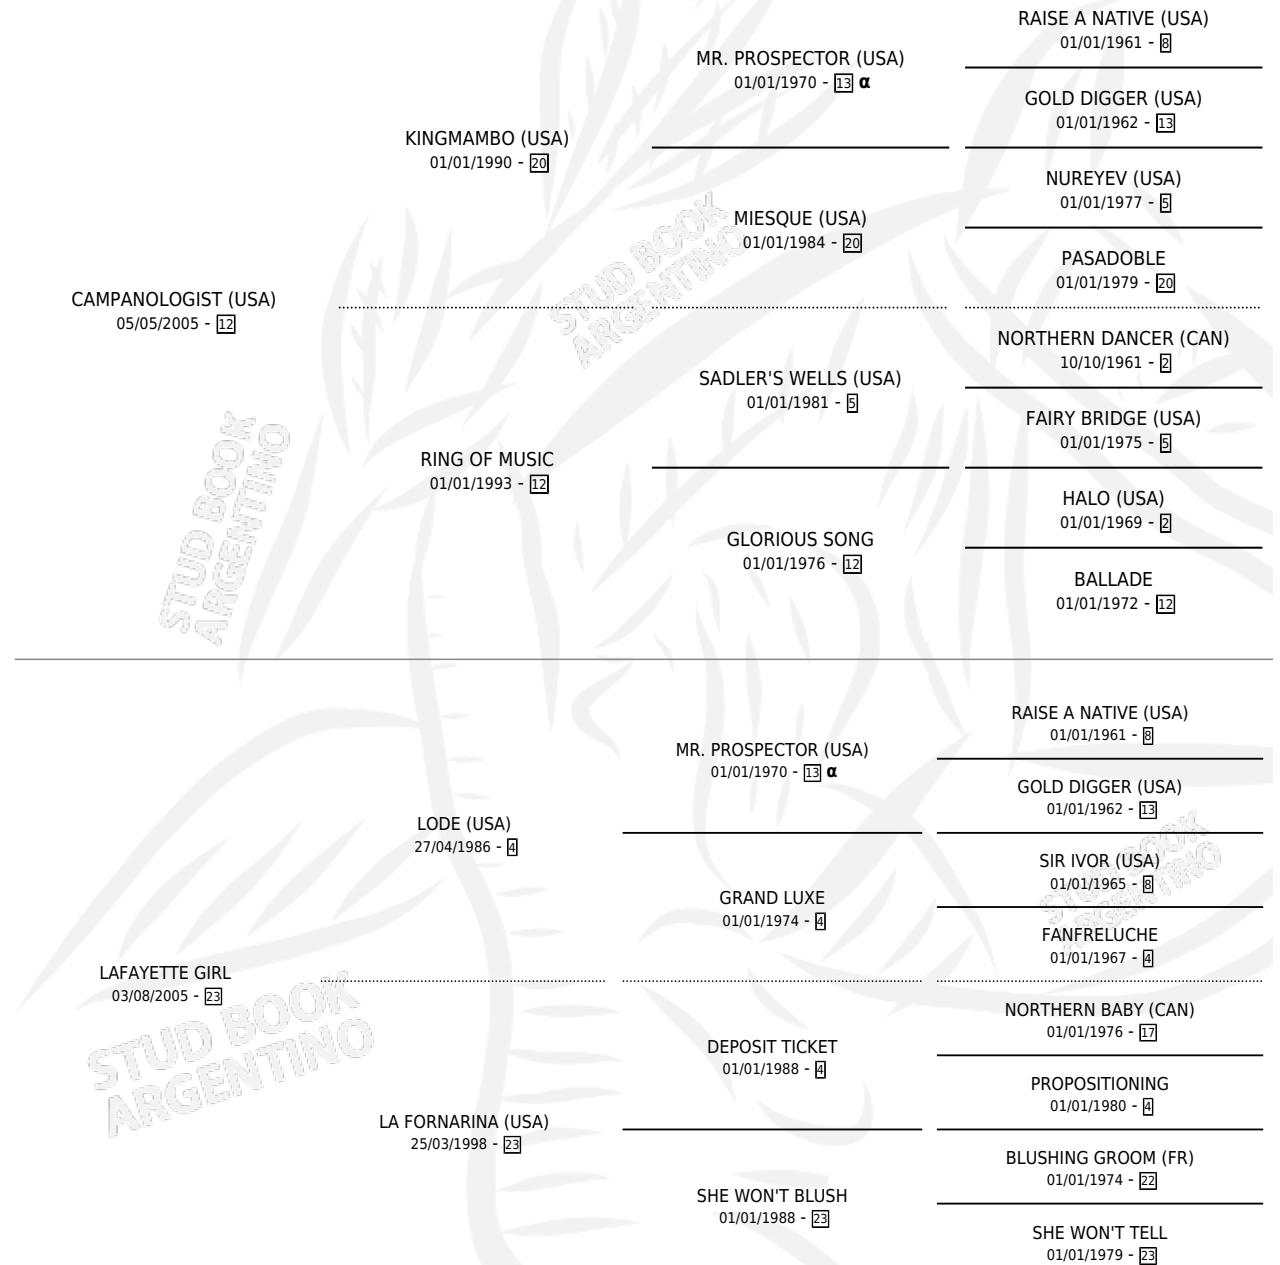 RAISE A NATIVE (USA)
01/01/1961 - 8
MR. PROSPECTOR (USA)
01/01/1970 - 13 α
GOLD DIGGER (USA)
01/01/1962 - 13
KINGMAMBO (USA)
01/01/1990 - 20
NUREYEV (USA)
01/01/1977 - 5
MIESQUE (USA)
01/01/1984 - 20
PASADOBLE
01/01/1979 - 20
CAMPANOLOGIST (USA)
05/05/2005 - 12
NORTHERN DANCER (CAN)
10/10/1961 - 2
SADLER'S WELLS (USA)
01/01/1981 - 5
FAIRY BRIDGE (USA)
01/01/1975 - 5
RING OF MUSIC
01/01/1993 - 12
HALO (USA)
01/01/1969 - 2
GLORIOUS SONG
01/01/1976 - 12
BALLADE
01/01/1972 - 12
RAISE A NATIVE (USA)
01/01/1961 - 8
MR. PROSPECTOR (USA)
01/01/1970 - 13 α
GOLD DIGGER (USA)
01/01/1962 - 13
LODE (USA)
27/04/1986 - 4
SIR IVOR (USA)
01/01/1965 - 8
GRAND LUXE
01/01/1974 - 4
FANFRELUCHE
01/01/1967 - 4
LAFAYETTE GIRL
03/08/2005 - 23
NORTHERN BABY (CAN)
01/01/1976 - 17
DEPOSIT TICKET
01/01/1988 - 4
PROPOSITIONING
01/01/1980 - 4
LA FORNARINA (USA)
25/03/1998 - 23
BLUSHING GROOM (FR)
01/01/1974 - 22
SHE WON'T BLUSH
01/01/1988 - 23
SHE WON'T TELL
01/01/1979 - 23
STUD BOOK
ARGENTINO
STUD BOOK
ARGENTINO
STUD BOOK
ARGENTINO
STUD BOOK
ARGENTINO